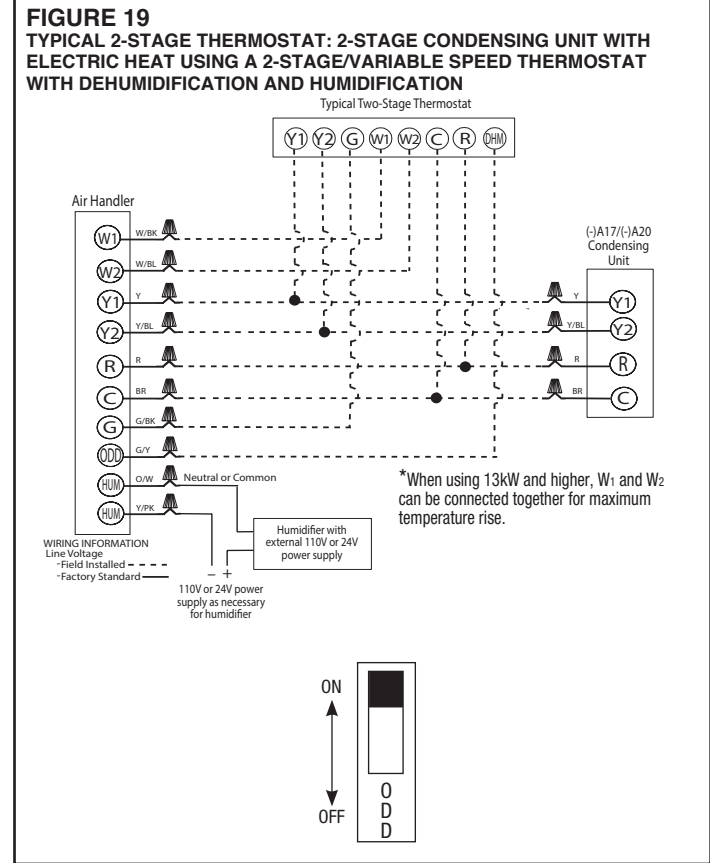 FIGURE 19
TYPICAL 2-STAGE THERMOSTAT: 2-STAGE CONDENSING UNIT WITH
ELECTRIC HEAT USING A 2-STAGE/VARIABLE SPEED THERMOSTAT
WITH DEHUMIDIFICATION AND HUMIDIFICATION
Typical Two-Stage Thermostat
Y1 Y2 G W1 W2 C R DHM
Air Handler
W1 W/BK
W2 W/BL
Y1 Y
Y2 Y/BL
R R
C BR
G G/BK
ODD G/Y
HUM O/W Neutral or Common
HUM Y/PK
(-)A17/(-)A20
Condensing
Unit
Y Y1
Y/BL Y2
R R
BR C
*When using 13kW and higher, W1 and W2
can be connected together for maximum
temperature rise.
Humidifier with
external 110V or 24V
power supply
WIRING INFORMATION
Line Voltage
-Field Installed
-Factory Standard
– +
110V or 24V power
supply as necessary
for humidifier
ON
OFF
O
D
D